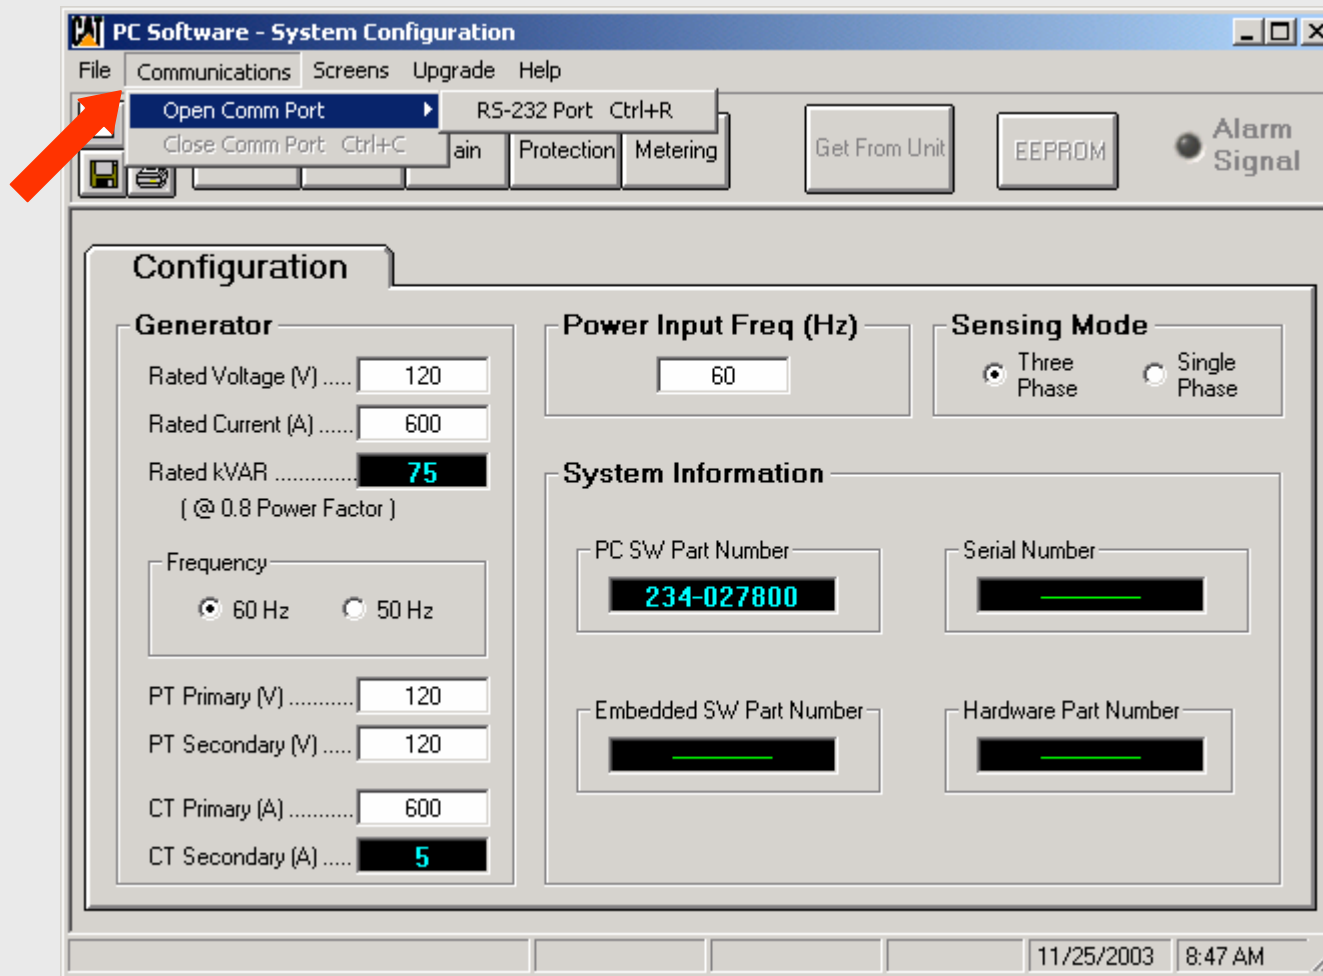 CAT PC Software - System Configuration
File Communications Screens Upgrade Help
Open Comm Port RS-232 Port Ctrl+R
Close Comm Port Ctrl+C
ain Protection Metering Get From Unit EEPROM Alarm Signal
Configuration
Generator
Rated Voltage (V) ..... 120
Rated Current (A) ...... 600
Rated kVAR .............. 75
( @ 0.8 Power Factor )
Frequency
60 Hz 50 Hz
PT Primary (V) ........... 120
PT Secondary (V) ..... 120
CT Primary (A) ........... 600
CT Secondary (A) ..... 5
Power Input Freq (Hz)
60
Sensing Mode
Three Phase Single Phase
System Information
PC SW Part Number
234-027800
Serial Number
Embedded SW Part Number
Hardware Part Number
11/25/2003 8:47 AM